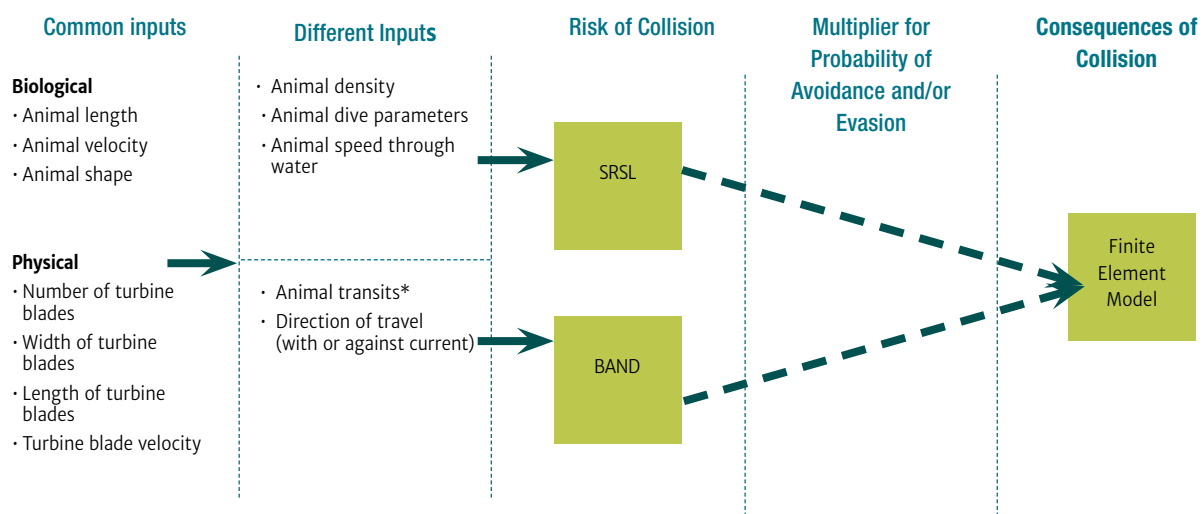 Common inputs
Biological
· Animal length
· Animal velocity
· Animal shape
Physical
· Number of turbine
blades
· Width of turbine
blades
· Length of turbine
blades
· Turbine blade velocity
Different Inputs
· Animal density
· Animal dive parameters
· Animal speed through
water
· Animal transits*
· Direction of travel
(with or against current)
Risk of Collision
SRSL
BAND
Multiplier for
Probability of
Avoidance and/or
Evasion
Consequences of
Collision
Finite
Element
Model